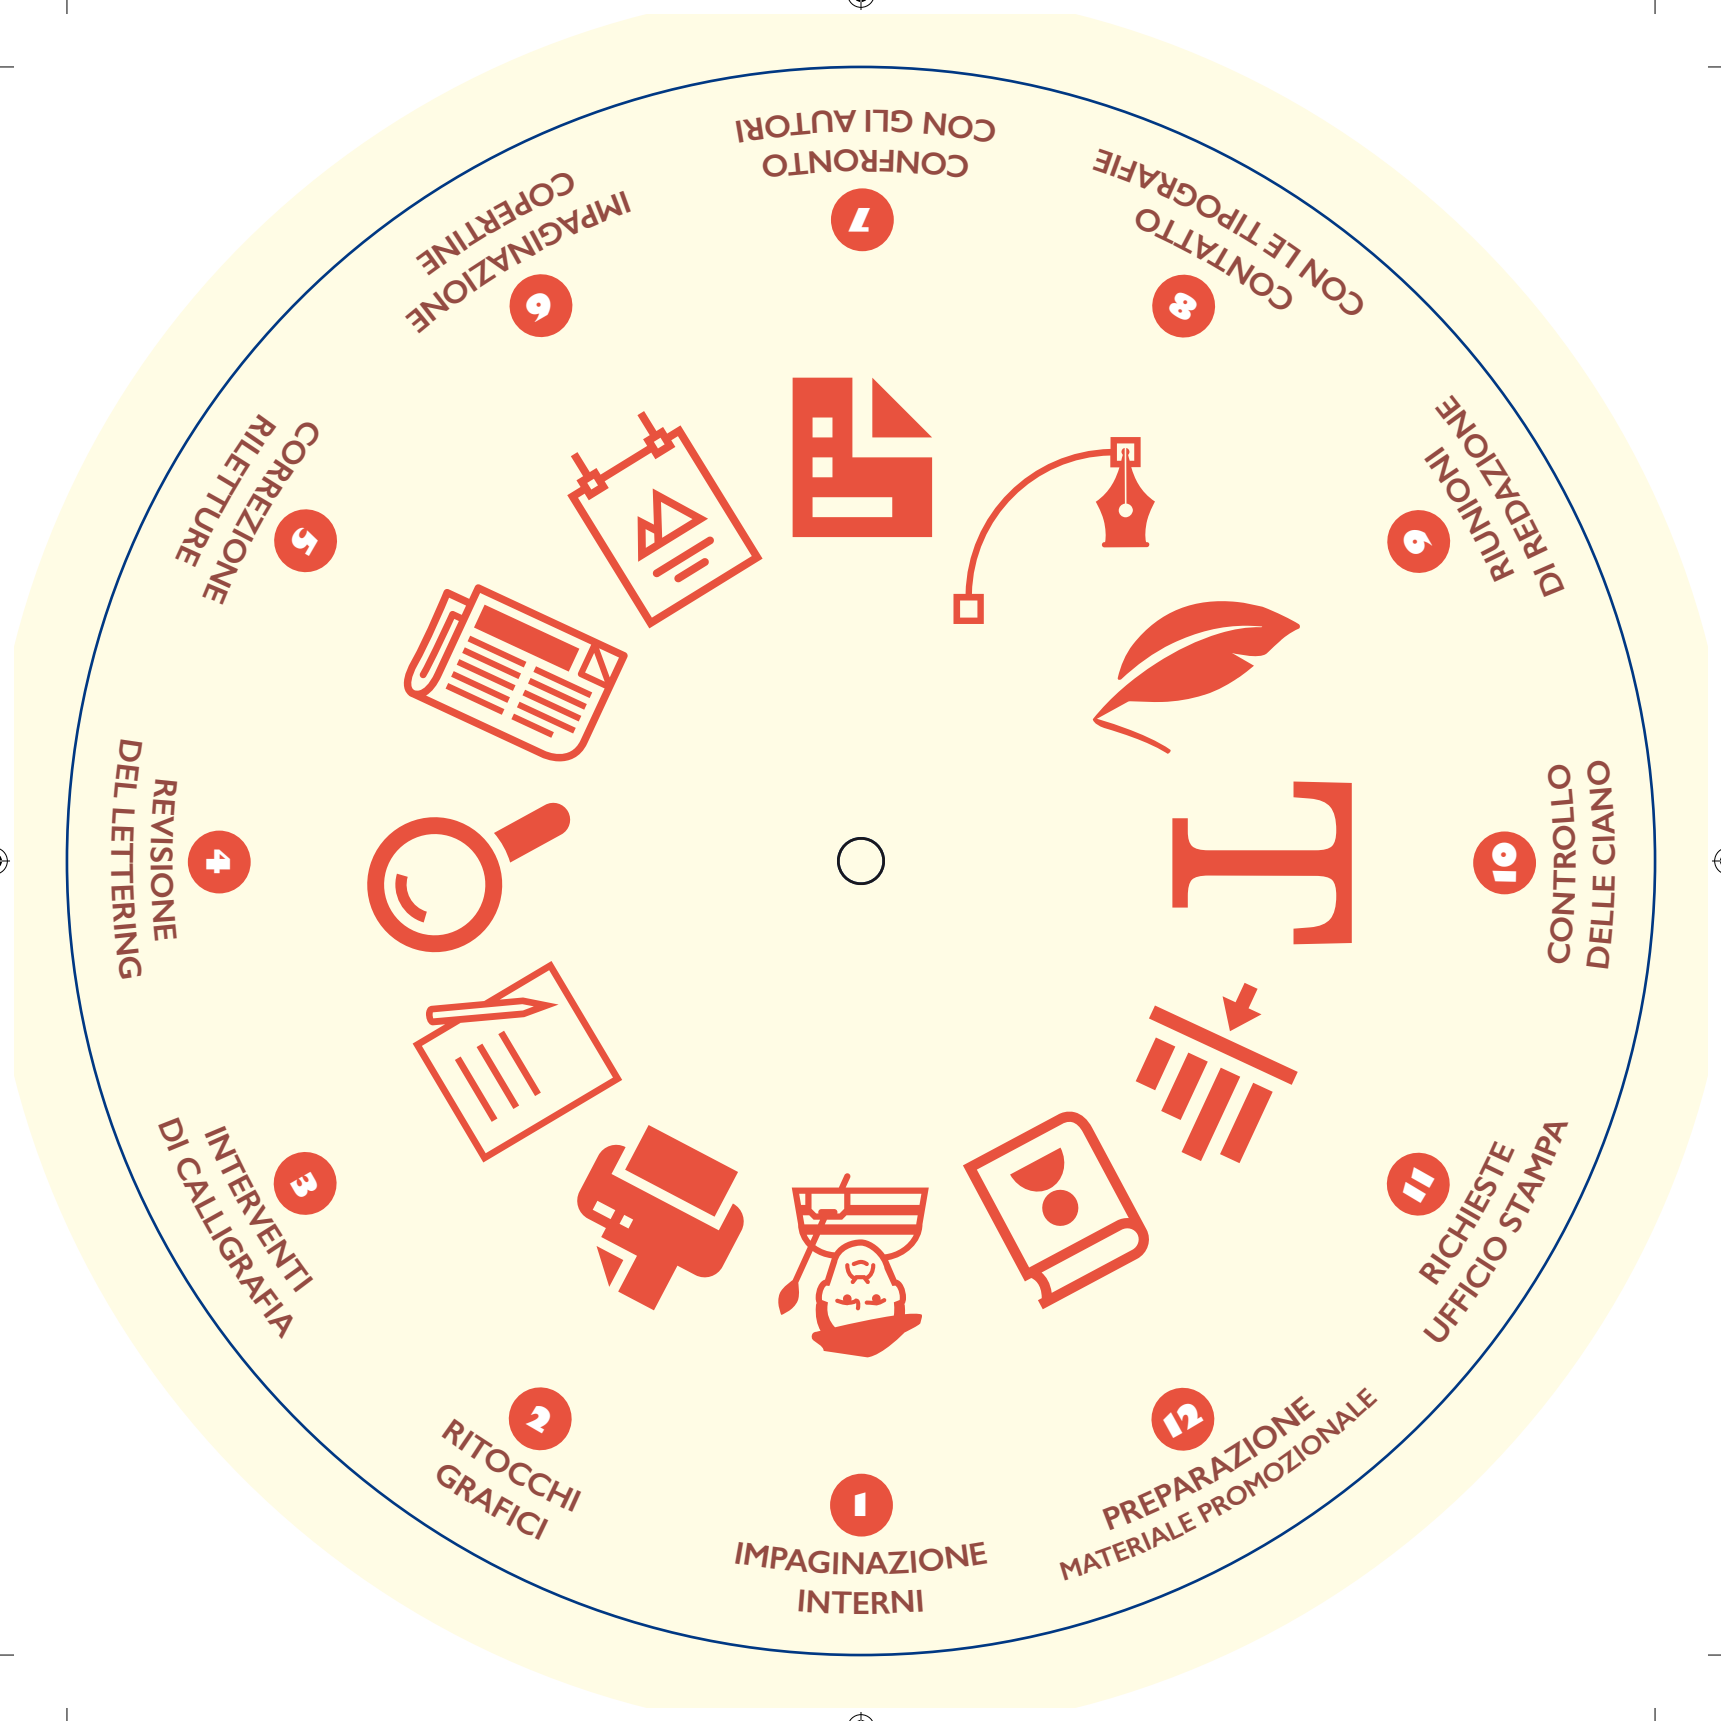 1
IMPAGINAZIONE
INTERNI
2
RITOCCHI
GRAFICI
3
INTERVENTI
DI CALLIGRAFIA
4
REVISIONE
DEL LETTERING
5
CORREZIONE
RILETTURE
6
IMPAGINAZIONE
COPERTINE
7
CONFRONTO
CON GLI AUTORI
8
CONTATTO
CON LE TIPOGRAFIE
9
RIUNIONI
DI REDAZIONE
10
CONTROLLO
DELLE CIANO
11
RICHIESTE
UFFICIO STAMPA
12
PREPARAZIONE
MATERIALE PROMOZIONALE
T